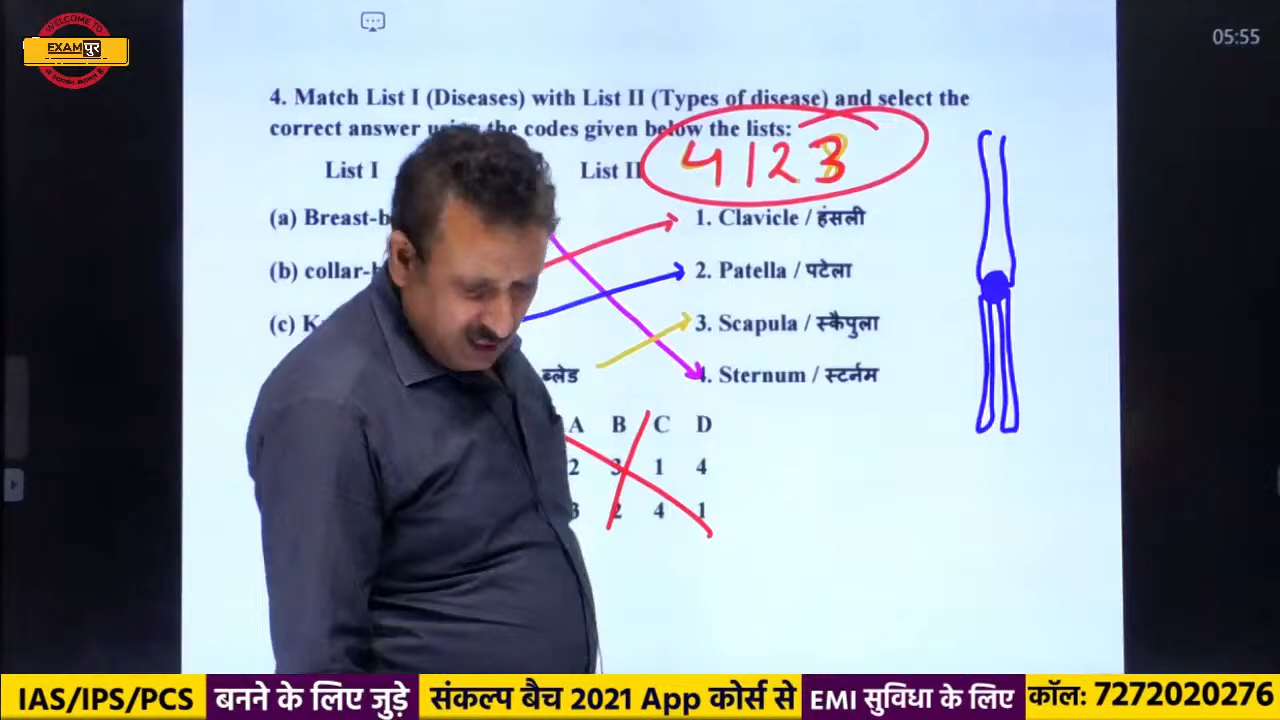 WELCOME TO
EXAMपुर
05:55
4. Match List I (Diseases) with List II (Types of disease) and select the
correct answer the codes given below the lists:
4123
List I List II
(a) 1. Clavicle / हंसली
(b) 2. Patella / पटेला
(c) 3. Scapula / स्कैपुला
ब्लेड 4. Sternum / स्टर्नम
A B C D
2 3 1 4
3 2 4 1
IAS/IPS/PCS बनने के लिए जुड़े संकल्प बैच 2021 App कोर्स से EMI सुविधा के लिए कॉल: 7272020276